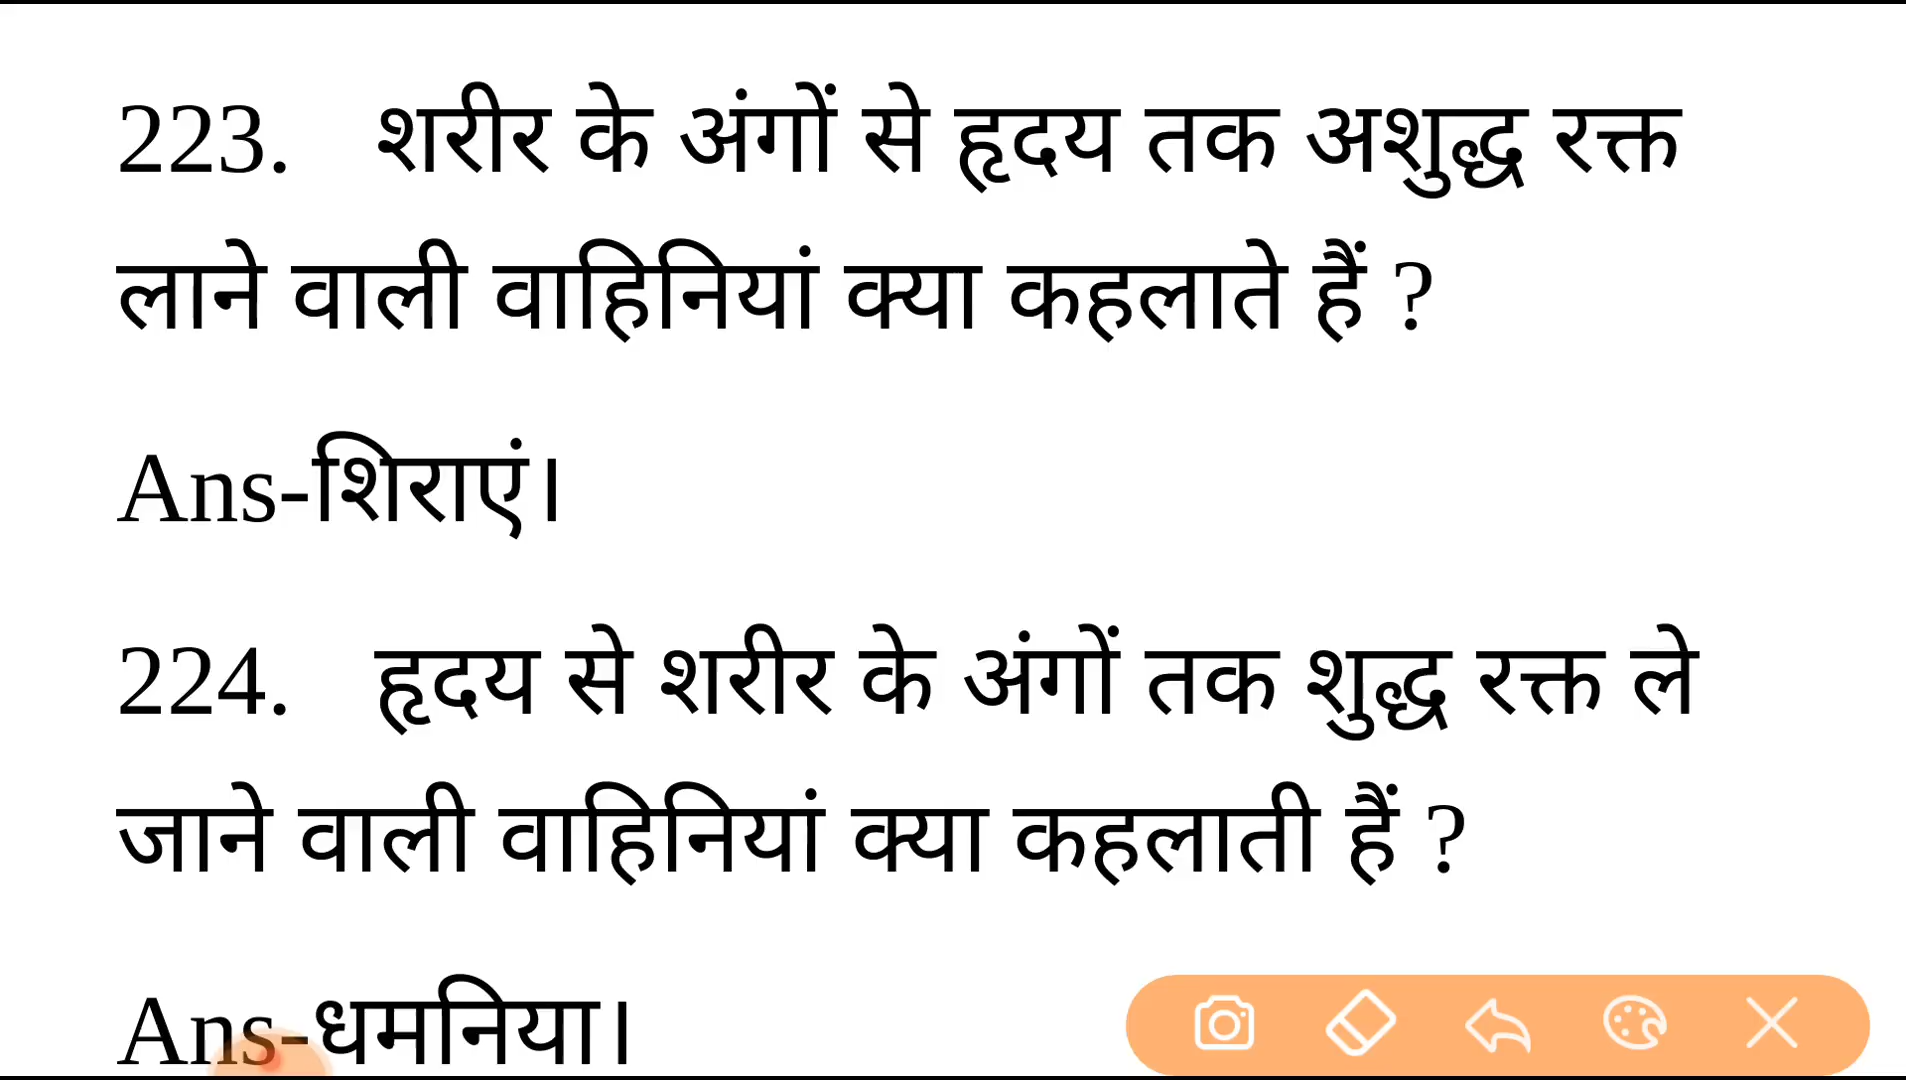 223. शरीर के अंगों से हृदय तक अशुद्ध रक्त
लाने वाली वाहिनियां क्या कहलाते हैं ?
Ans-शिराएं।
224. हृदय से शरीर के अंगों तक शुद्ध रक्त ले
जाने वाली वाहिनियां क्या कहलाती हैं ?
Ans-धमनिया।